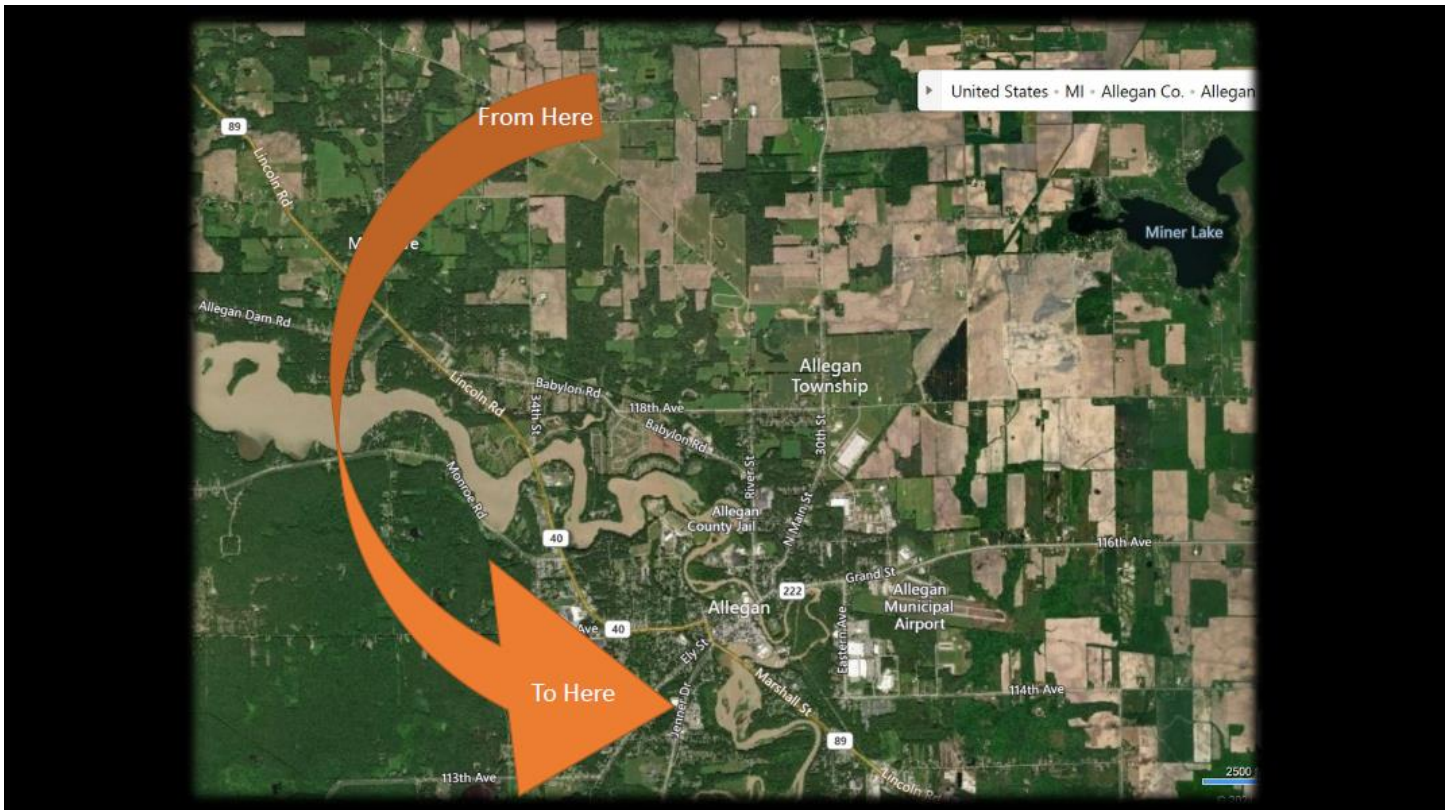 From Here
United States • MI • Allegan Co. • Allegan
89
Lincoln Rd
Miner Lake
Allegan Dam Rd
Allegan
Township
Lincoln Rd
34th St
Babylon Rd
118th Ave
Babylon Rd
30th St
River St
Monroe Rd
Allegan
County Jail
N Main St
40
116th Ave
Grand St
222
Allegan
Allegan
Municipal
Airport
Eastern Ave
Ave
40
Ely St
To Here
Jenner Dr
Marshall St
114th Ave
89
113th Ave
Lincoln Rd
2500